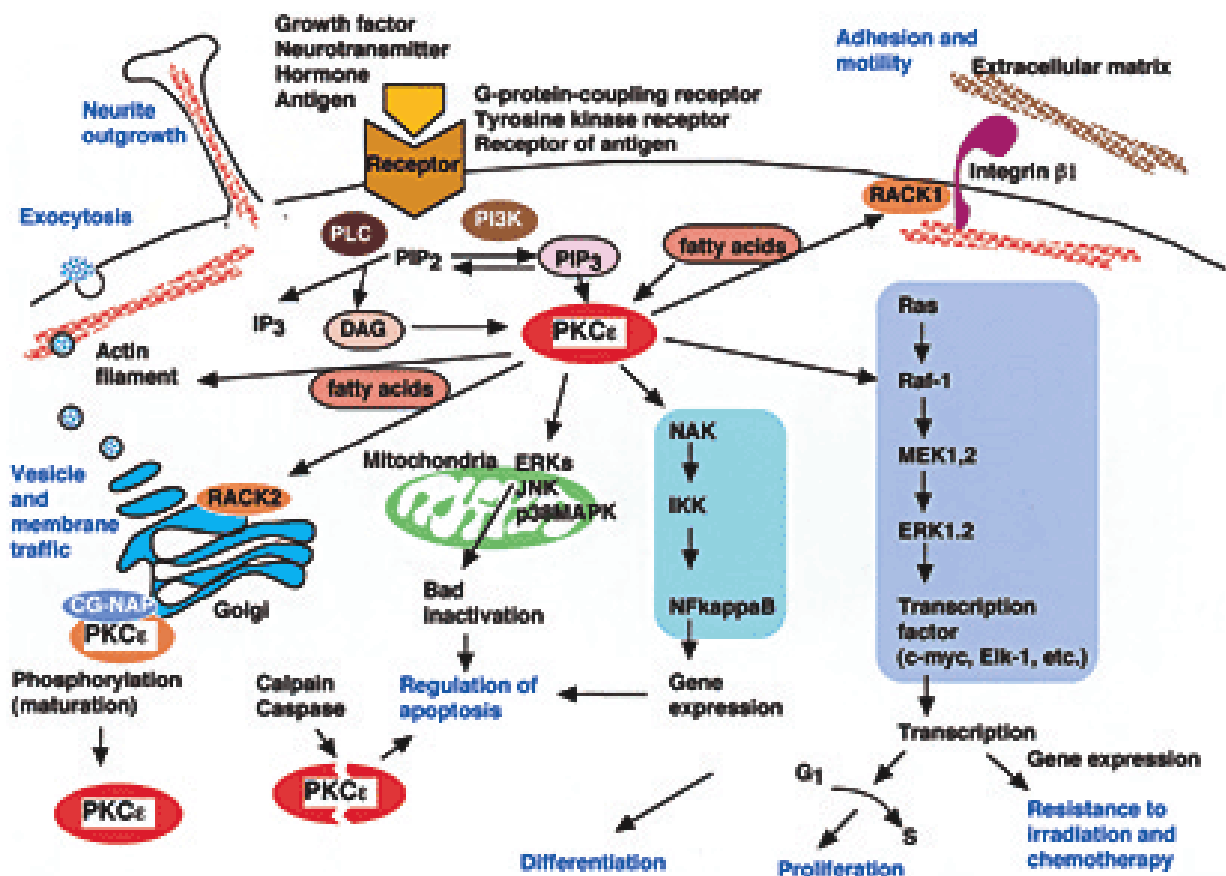 Growth factor
Neurotransmitter
Hormone
Antigen
G-protein-coupling receptor
Tyrosine kinase receptor
Receptor of antigen
Receptor
Adhesion and
motility
Extracellular matrix
Integrin β1
RACK1
Neurite
outgrowth
Exocytosis
PLC
PI3K
PIP2
PIP3
fatty acids
IP3
DAG
PKCε
Actin
filament
fatty acids
Ras
Raf-1
MEK1,2
ERK1.2
Transcription
factor
(c-myc, Elk-1, etc.)
NAK
IKK
NFkappaB
Mitochondria
ERKs
JNK
p38MAPK
Vesicle
and
membrane
traffic
RACK2
Golgi
CG-NAP
PKCε
Bad
Inactivation
Phosphorylation
(maturation)
Calpain
Caspase
Regulation of
apoptosis
Gene
expression
Transcription
Gene expression
PKCε
PKCε
G1
S
Differentiation
Proliferation
Resistance to
irradiation and
chemotherapy